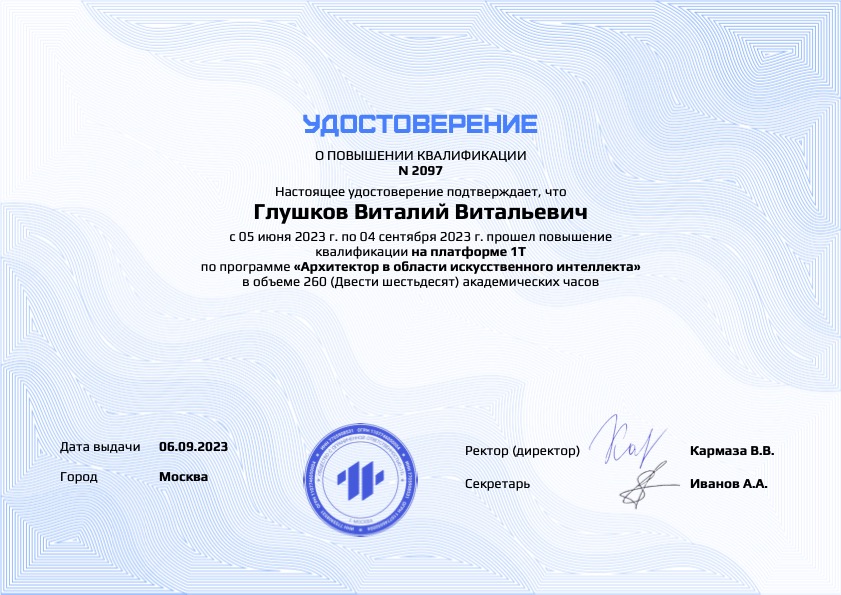 УДОСТОВЕРЕНИЕ
О ПОВЫШЕНИИ КВАЛИФИКАЦИИ
N 2097
Настоящее удостоверение подтверждает, что
Глушков Виталий Витальевич
с 05 июня 2023 г. по 04 сентября 2023 г. прошел повышение
квалификации на платформе 1Т
по программе «Архитектор в области искусственного интеллекта»
в объеме 260 (Двести шестьдесят) академических часов
Дата выдачи 06.09.2023
Город Москва
Ректор (директор) Кармаза В.В.
Секретарь Иванов А.А.